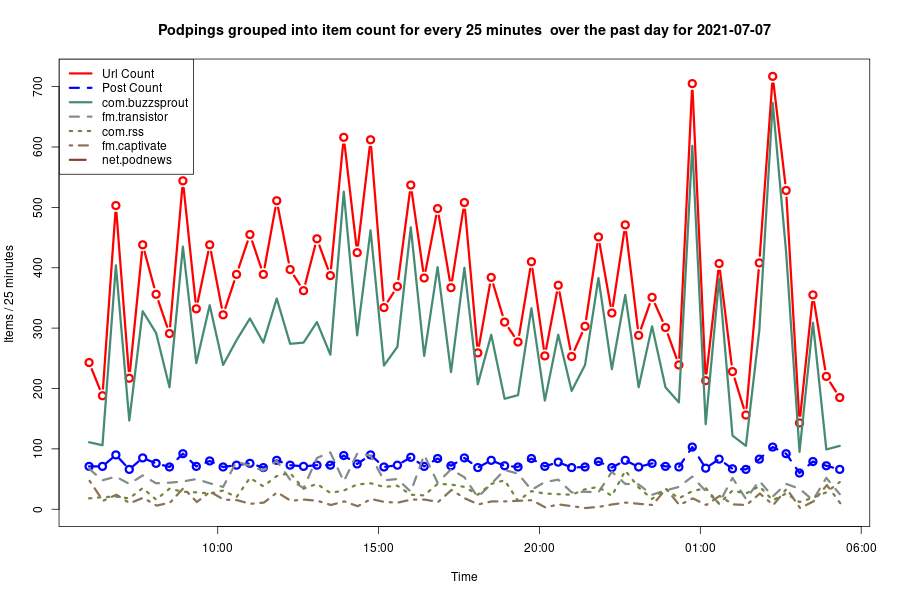 Podpings grouped into item count for every 25 minutes  over the past day for 2021-07-07
Url Count
Post Count
com.buzzsprout
fm.transistor
com.rss
fm.captivate
net.podnews
Items / 25 minutes
700
600
500
400
300
200
100
0
10:00 15:00 20:00 01:00 06:00
Time